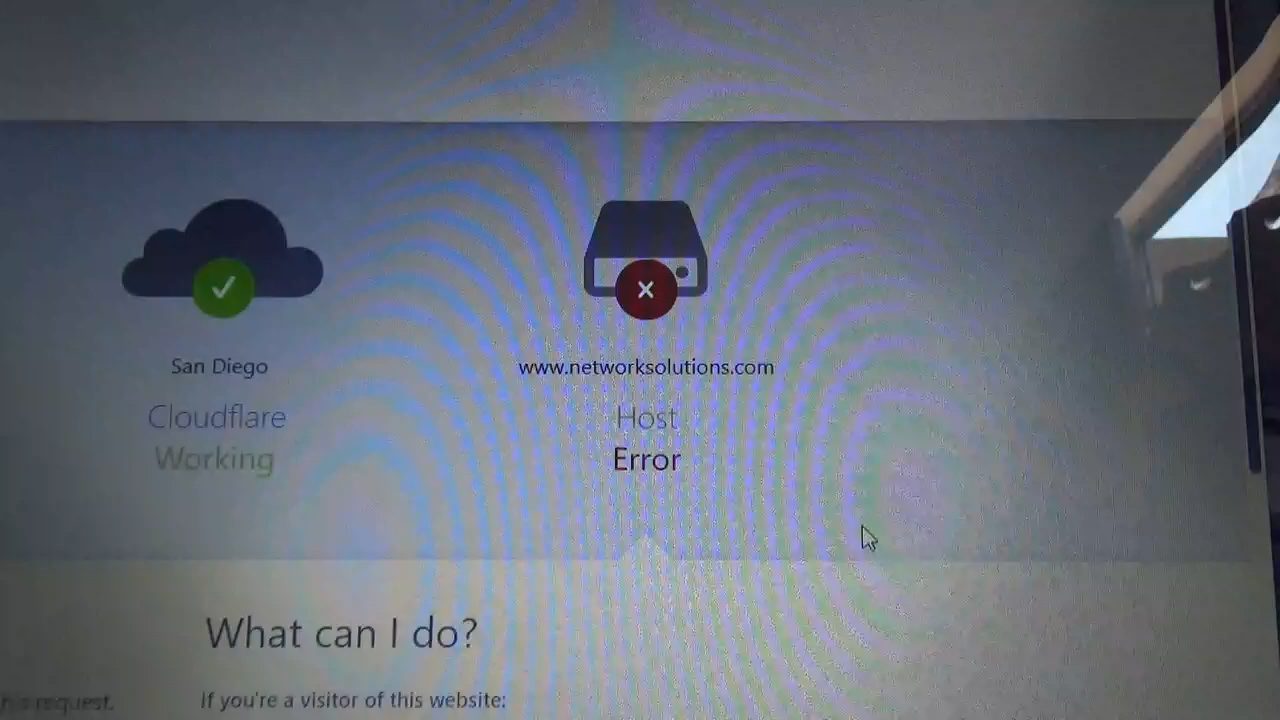 San Diego
www.networksolutions.com
Cloudflare
Host
Working
Error
What can I do?
request.
If you're a visitor of this website: